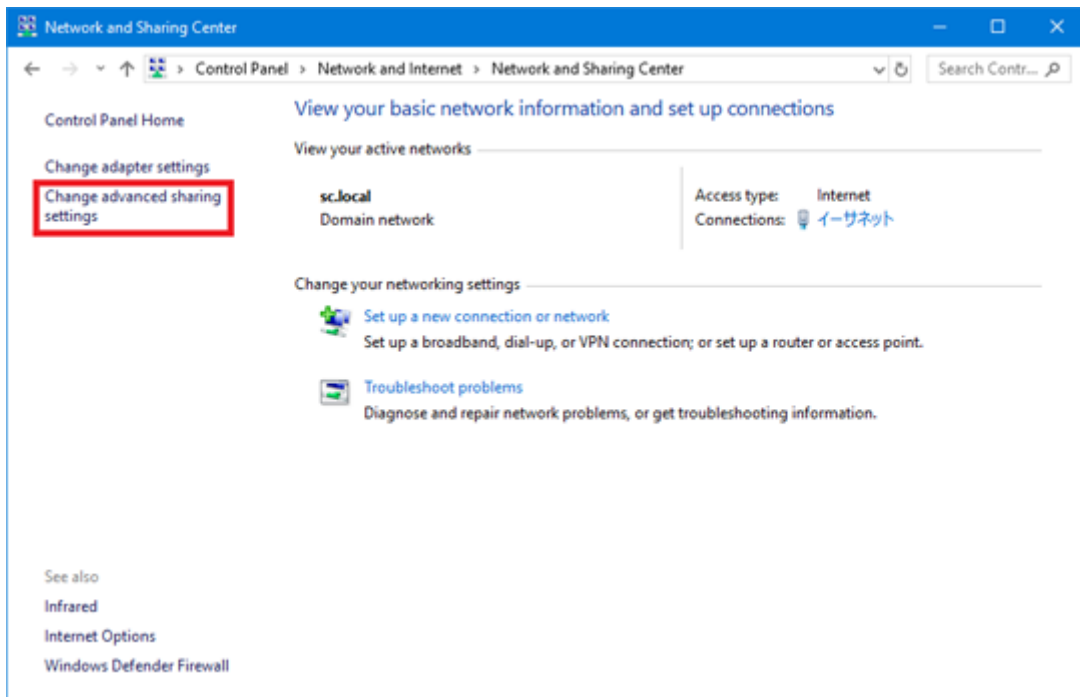 Network and Sharing Center
Control Panel > Network and Internet > Network and Sharing Center
Search Contr...
Control Panel Home
Change adapter settings
Change advanced sharing
settings
View your basic network information and set up connections
View your active networks
sc.local
Domain network
Access type: Internet
Connections: イーサネット
Change your networking settings
Set up a new connection or network
Set up a broadband, dial-up, or VPN connection; or set up a router or access point.
Troubleshoot problems
Diagnose and repair network problems, or get troubleshooting information.
See also
Infrared
Internet Options
Windows Defender Firewall